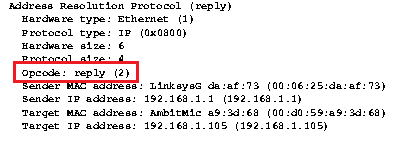 Address Resolution Protocol (reply)
Hardware type: Ethernet (1)
Protocol type: IP (0x0800)
Hardware size: 6
Protocol size: 4
Opcode: reply (2)
Sender MAC address: LinksysG da:af:73 (00:06:25:da:af:73)
Sender IP address: 192.168.1.1 (192.168.1.1)
Target MAC address: AmbitMic a9:3d:68 (00:d0:59:a9:3d:68)
Target IP address: 192.168.1.105 (192.168.1.105)